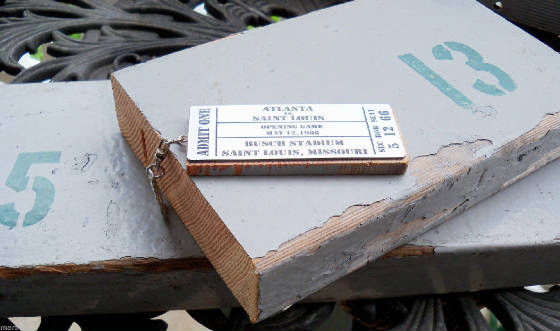 13
5
ADMIT ONE
ATLANTA
SAINT LOUIS
OPENING GAME
MAY 12, 1966
BUSCH STADIUM
SAINT LOUIS, MISSOURI
SEC ROW SEAT
5 12 66